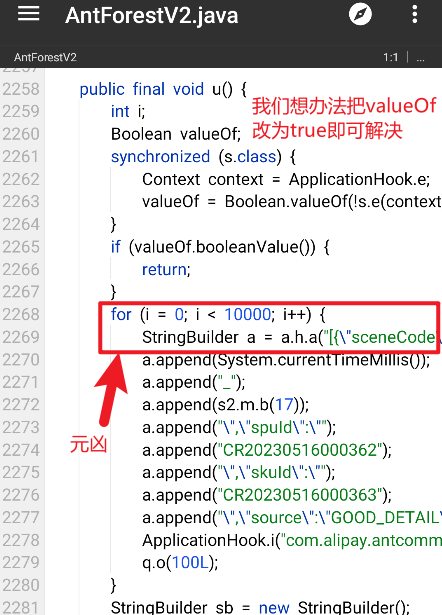 AntForestV2.java
AntForestV2 1:1 ...
2258 public final void u() {
2259 int i;
2260 Boolean valueOf;
2261 synchronized (s.class) {
2262 Context context = ApplicationHook.e;
2263 valueOf = Boolean.valueOf(!s.e(context
2264 }
2265 if (valueOf.booleanValue()) {
2266 return;
2267 }
2268 for (i = 0; i < 10000; i++) {
2269 StringBuilder a = a.h.a("[{\"sceneCode\
2270 a.append(System.currentTimeMillis());
2271 a.append("_");
2272 a.append(s2.m.b(17));
2273 a.append("\",\"spuId\":\"");
2274 a.append("CR20230516000362");
2275 a.append("\",\"skuId\":\"");
2276 a.append("CR20230516000363");
2277 a.append("\",\"source\":\"GOOD_DETAIL\
2278 ApplicationHook.i("com.alipay.antcomm
2279 q.o(100L);
2280 }
2281 StringBuilder sb = new StringBuilder();
我们想办法把valueOf
改为true即可解决
元凶